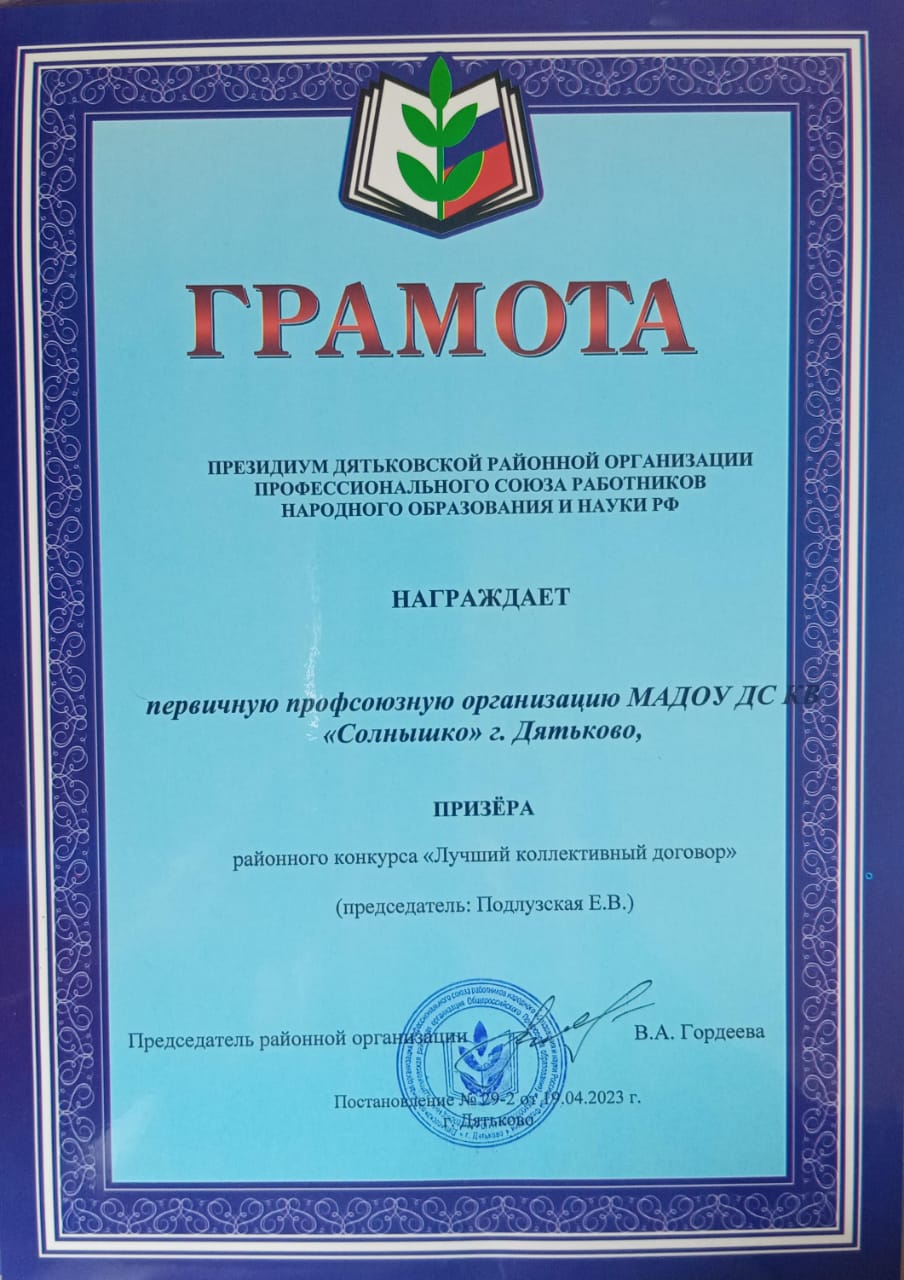 ГРАМОТА
ПРЕЗИДИУМ ДЯТЬКОВСКОЙ РАЙОННОЙ ОРГАНИЗАЦИИ
ПРОФЕССИОНАЛЬНОГО СОЮЗА РАБОТНИКОВ
НАРОДНОГО ОБРАЗОВАНИЯ И НАУКИ РФ
НАГРАЖДАЕТ
первичную профсоюзную организацию МАДОУ ДС КВ
«Солнышко» г. Дятьково,
ПРИЗЁРА
районного конкурса «Лучший коллективный договор»
(председатель: Подлузская Е.В.)
Председатель районной организации В.А. Гордеева
Постановление № 29-2 от 19.04.2023 г.
г. Дятьково